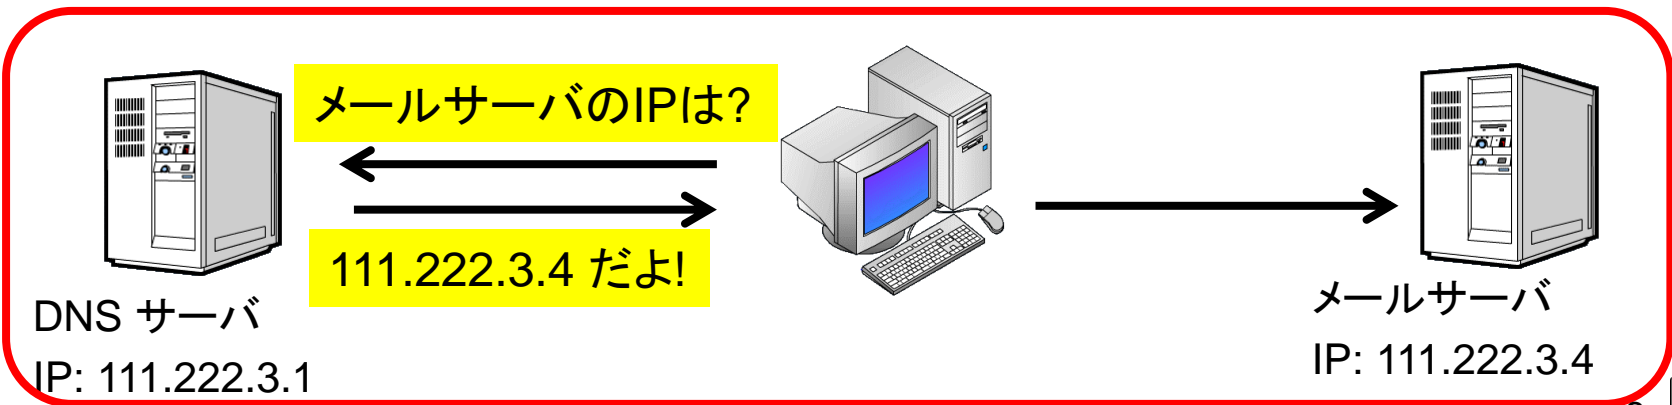 メールサーバのIPは?
111.222.3.4 だよ!
DNS サーバ
IP: 111.222.3.1
メールサーバ
IP: 111.222.3.4